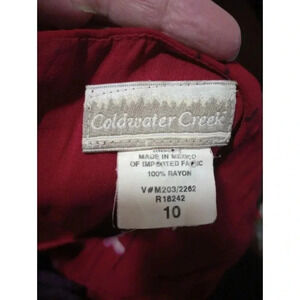 Coldwater Creek
MADE IN MEXICO
OF IMPORTED FABRIC
100% RAYON
V#M203/2262
R18242
10